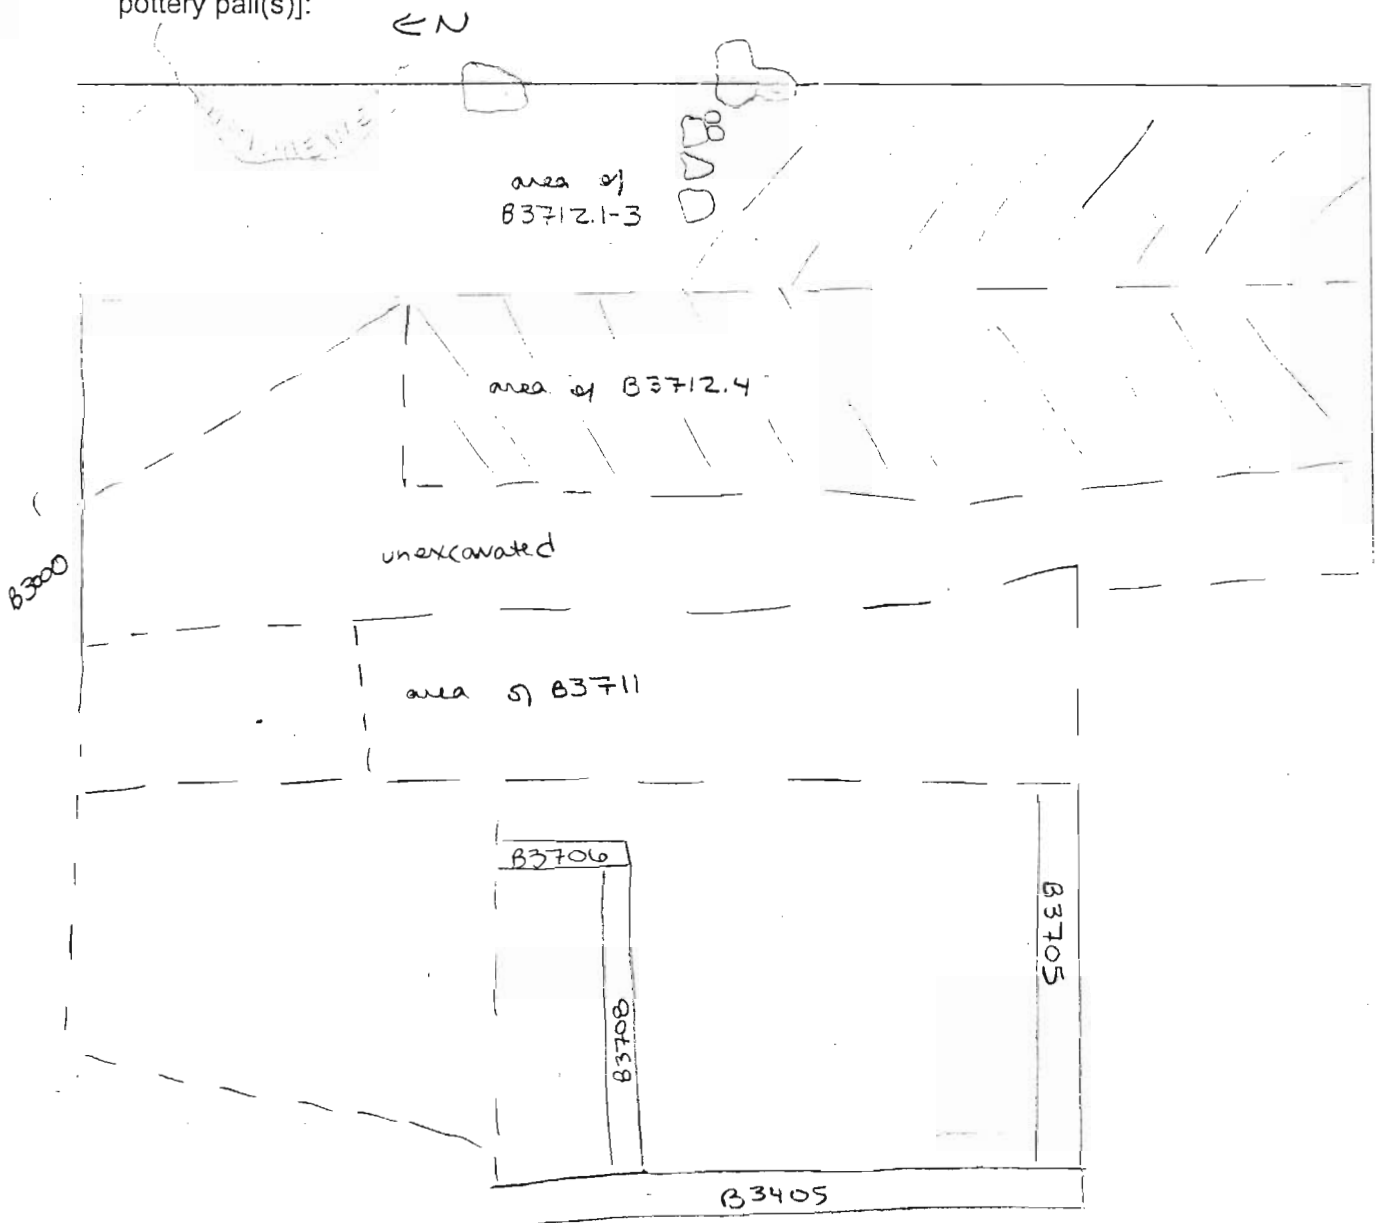 pottery pail(s)]:
←N
area of
B3712.1-3
area of B3712.4
unexcavated
B3000
area of B3711
B3706
B3705
B3708
B3405